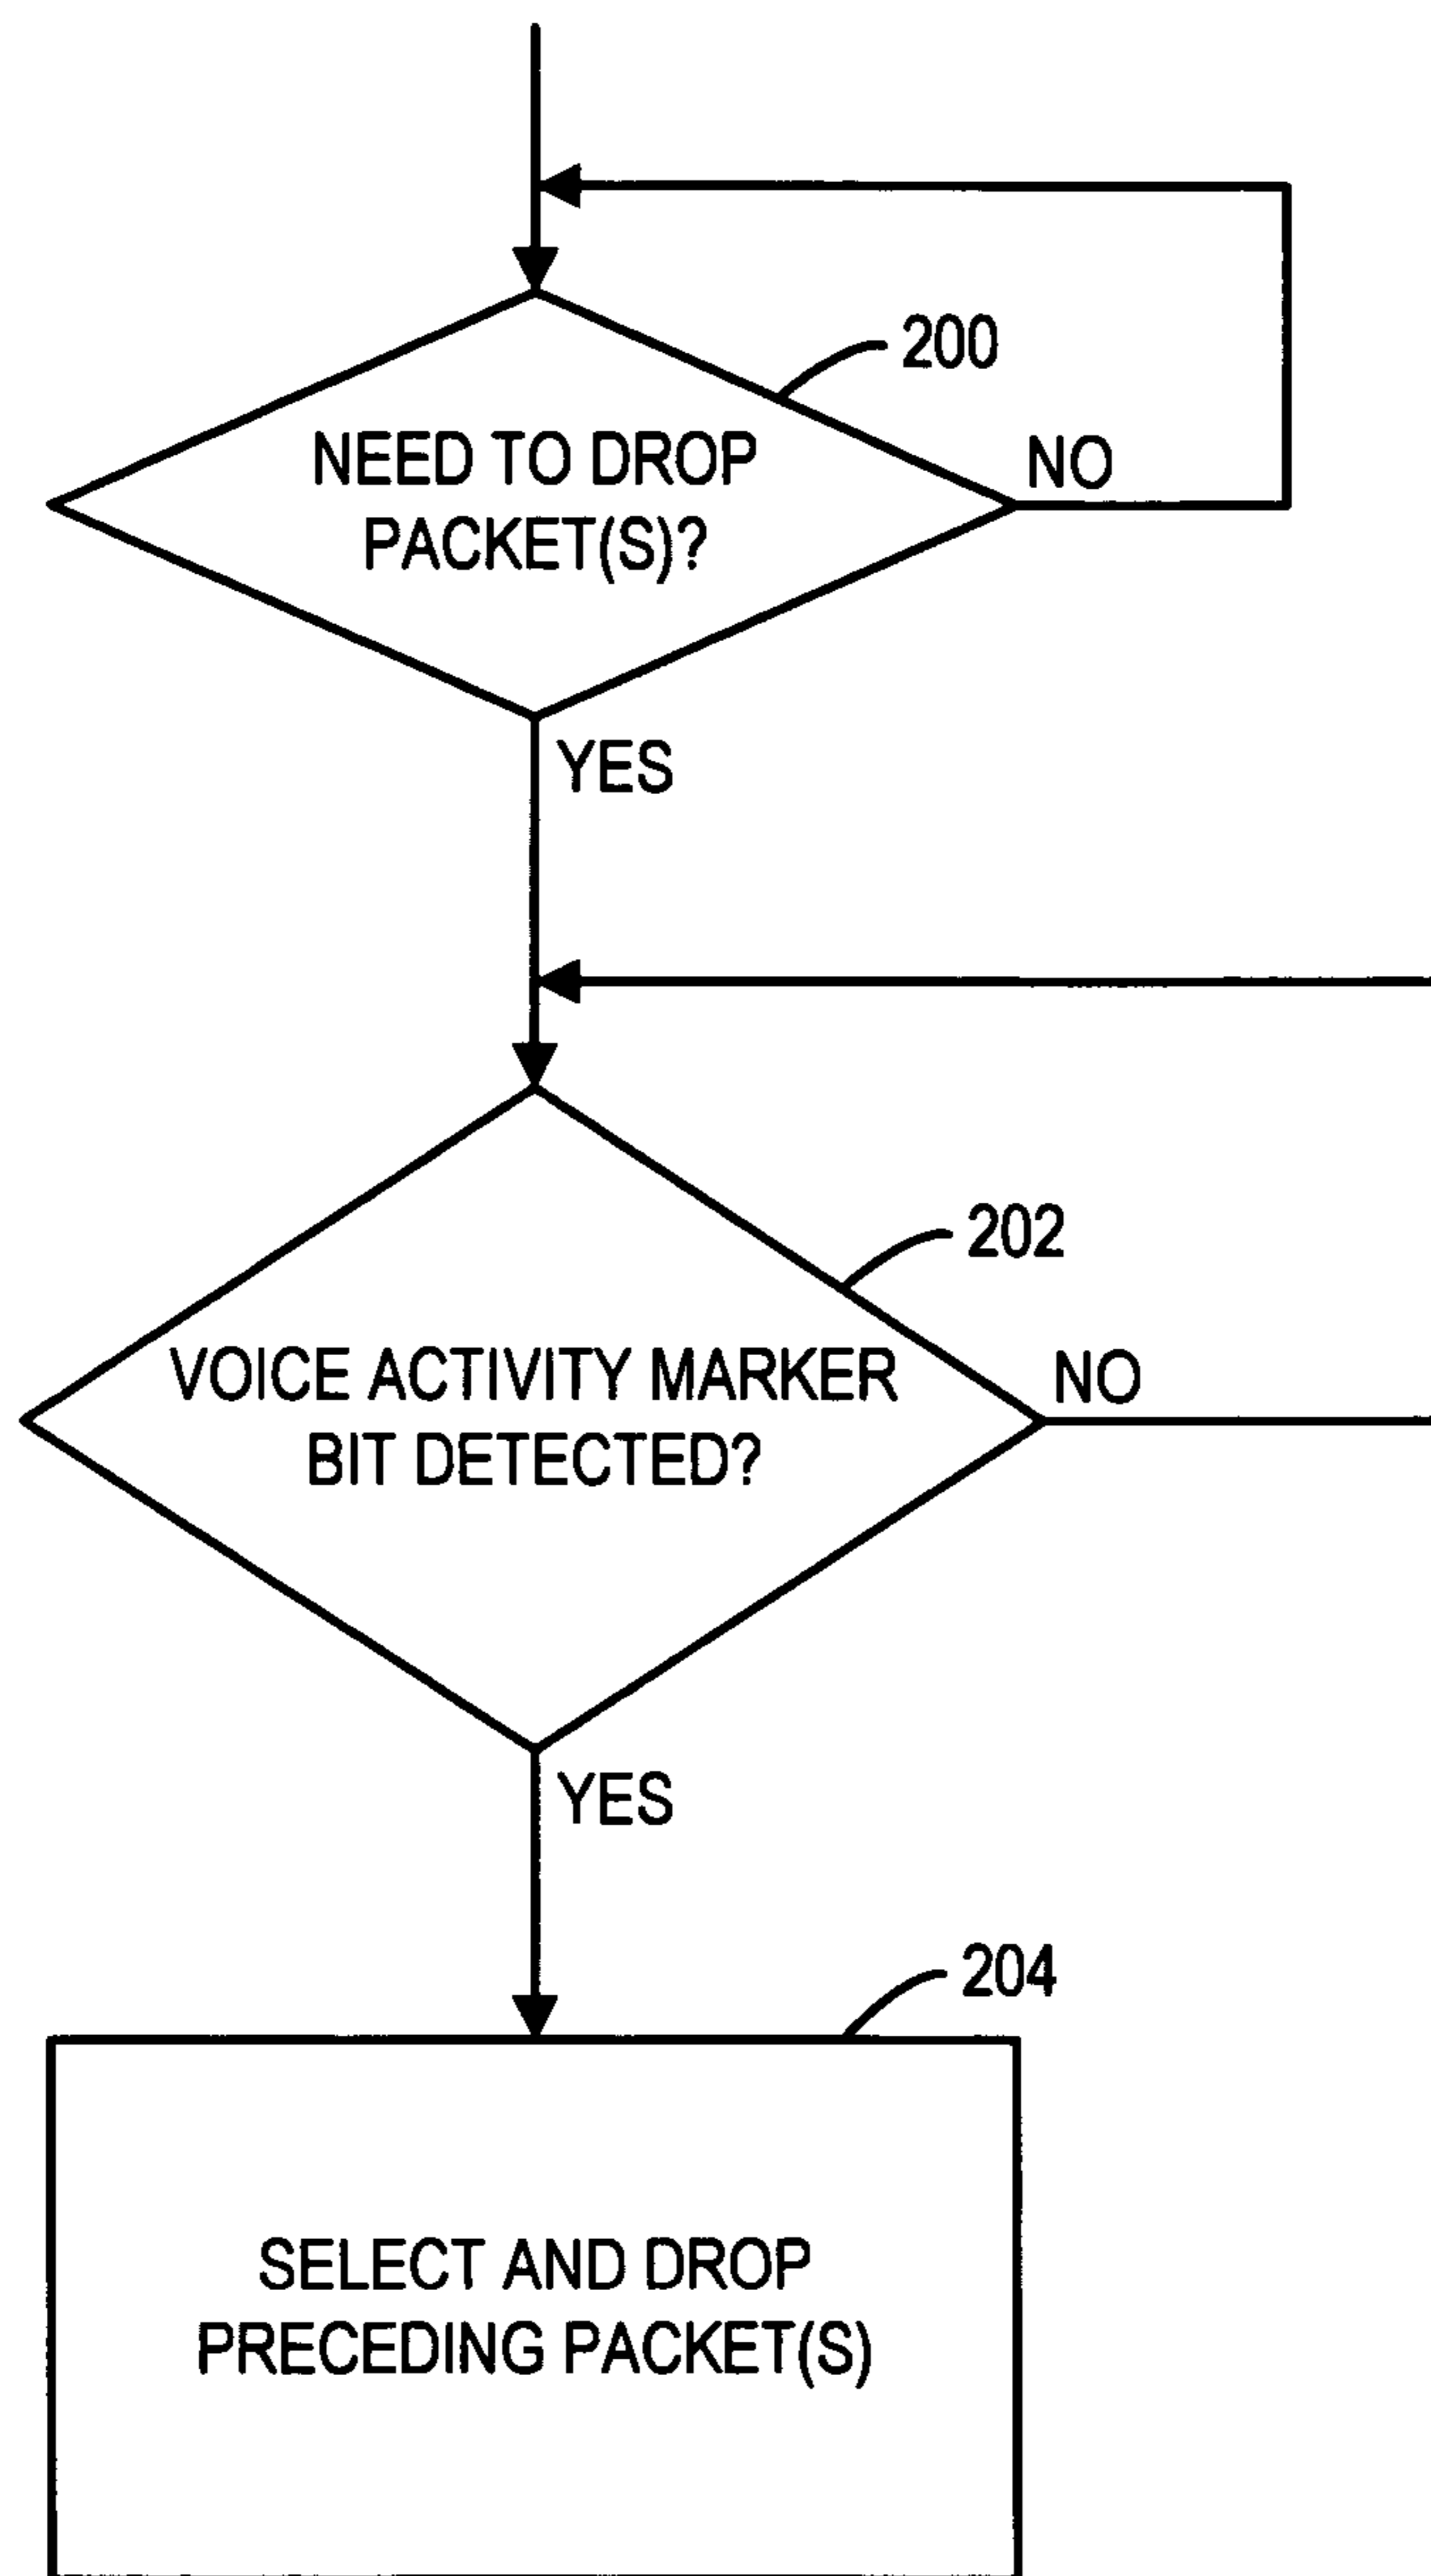 200
NEED TO DROP
PACKET(S)?
NO
YES
202
VOICE ACTIVITY MARKER
BIT DETECTED?
NO
YES
204
SELECT AND DROP
PRECEDING PACKET(S)